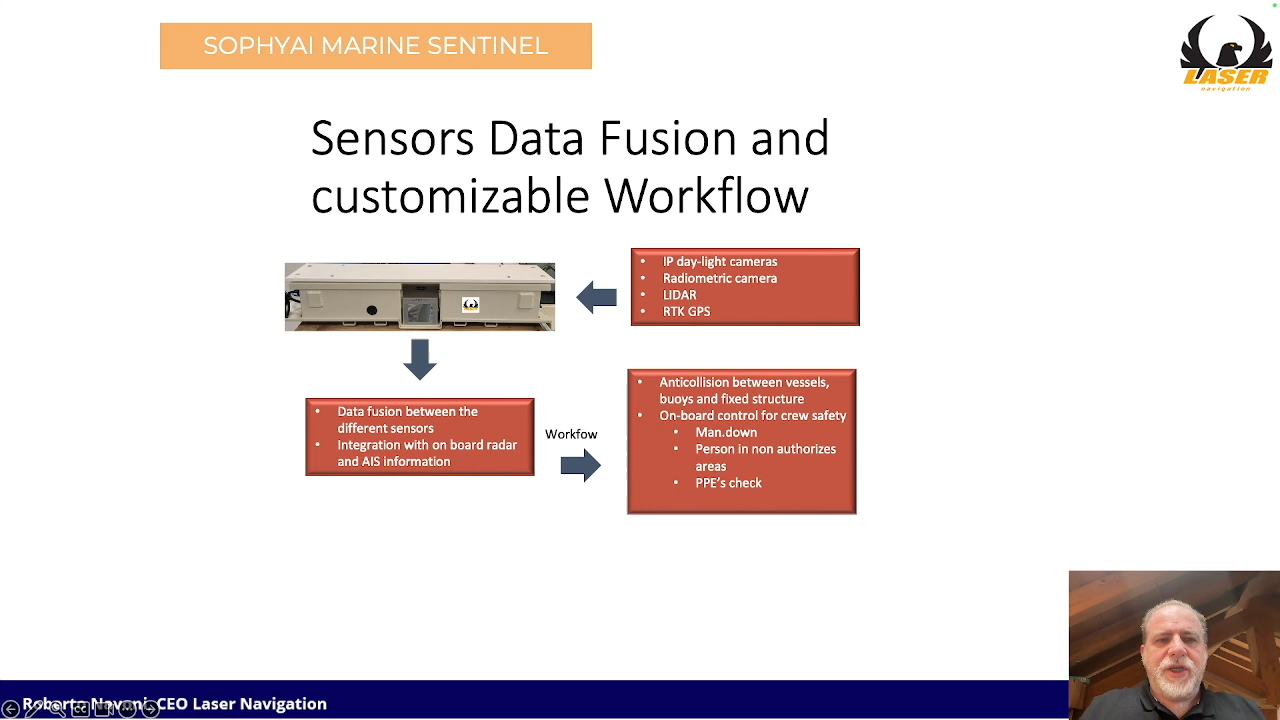 SOPHYAI MARINE SENTINEL
LASER
navigation
Sensors Data Fusion and
customizable Workflow
• IP day-light cameras
• Radiometric camera
• LIDAR
• RTK GPS
• Data fusion between the
different sensors
• Integration with on board radar
and AIS information
Workfow
• Anticollision between vessels,
buoys and fixed structure
• On-board control for crew safety
• Man.down
• Person in non authorizes
areas
• PPE's check
Roberto Navoni, CEO Laser Navigation